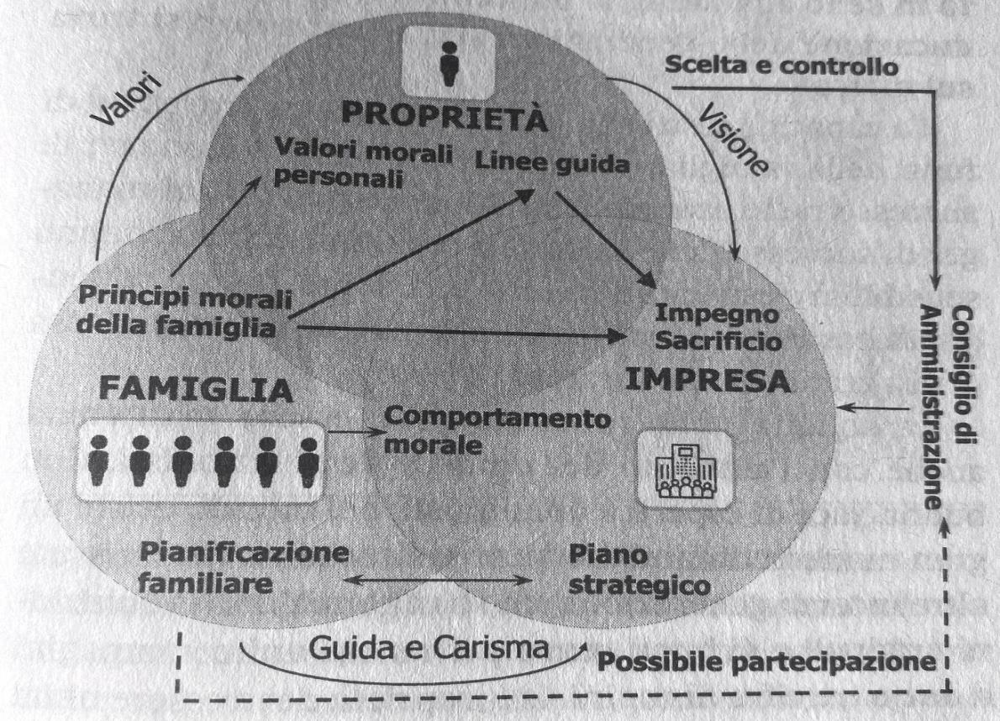 Scelta e controllo
Valori
PROPRIETÀ
Visione
Valori morali
personali
Linee guida
Principi morali
della famiglia
Impegno
Sacrificio
Consiglio di
Amministrazione
FAMIGLIA
IMPRESA
Comportamento
morale
Pianificazione
familiare
Piano
strategico
Guida e Carisma
Possibile partecipazione